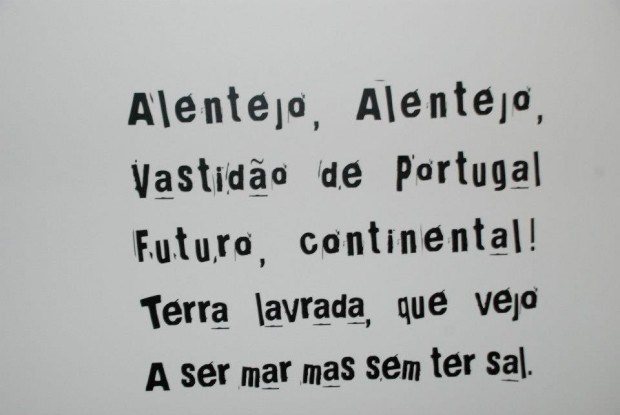 Alentejo, Alentejo,
Vastidão de Portugal
Futuro, continental!
Terra lavrada, que vejo
A ser mar mas sem ter sal.